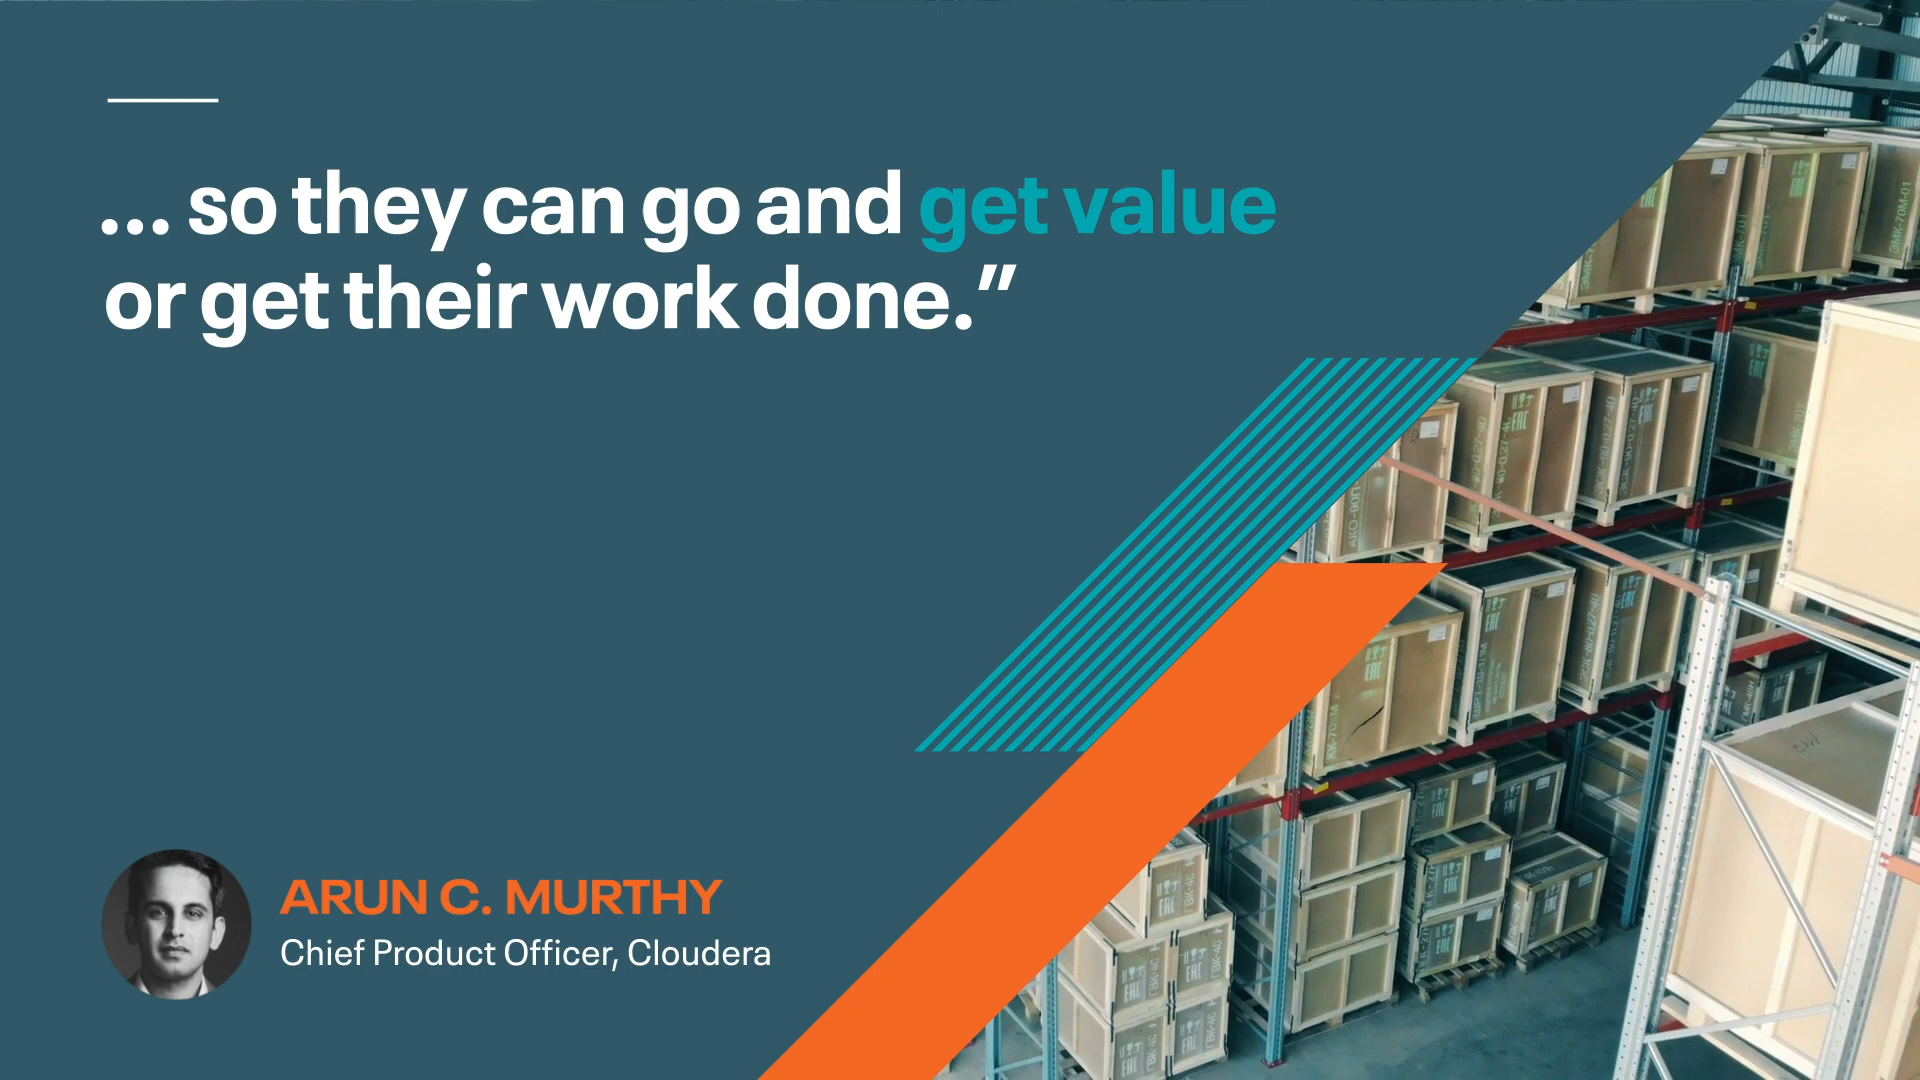 ... so they can go and get value
or get their work done.”
ARUN C. MURTHY
Chief Product Officer, Cloudera